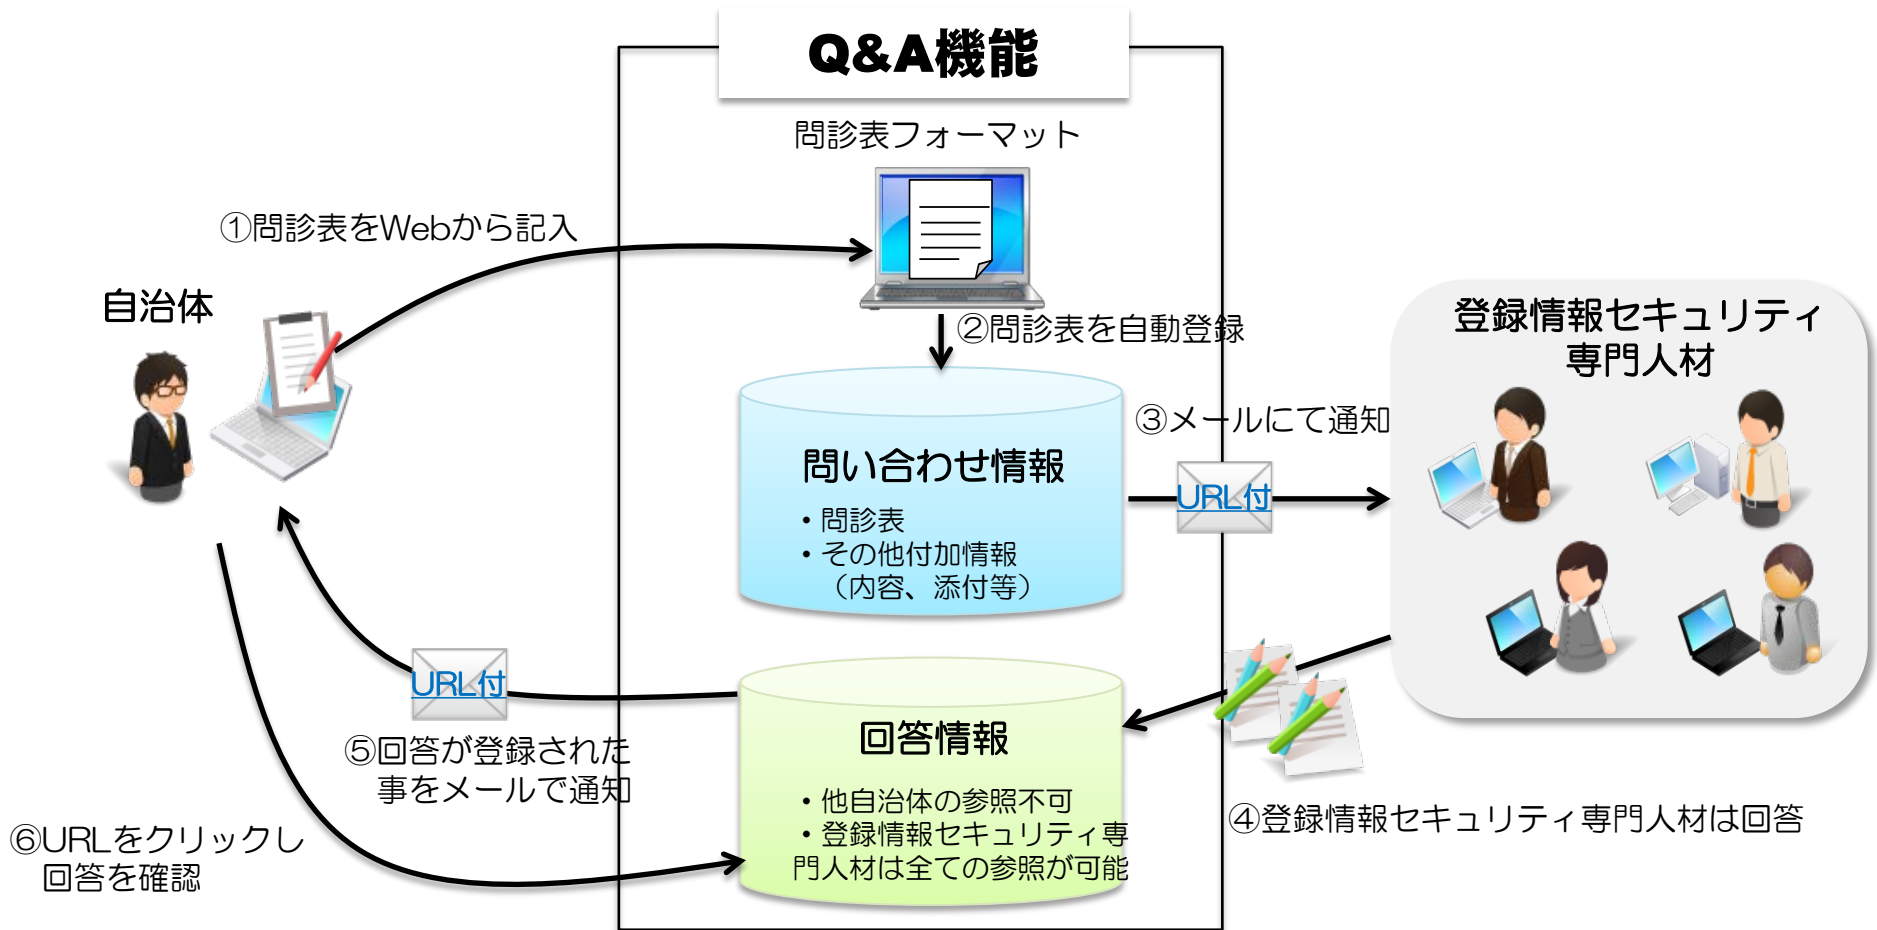 Q&A機能
問診表フォーマット
①問診表をWebから記入
自治体
②問診表を自動登録
登録情報セキュリティ
専門人材
③メールにて通知
URL付
問い合わせ情報
・問診表
・その他付加情報
（内容、添付等）
URL付
⑤回答が登録された
事をメールで通知
回答情報
・他自治体の参照不可
・登録情報セキュリティ専
門人材は全ての参照が可能
④登録情報セキュリティ専門人材は回答
⑥URLをクリックし
回答を確認